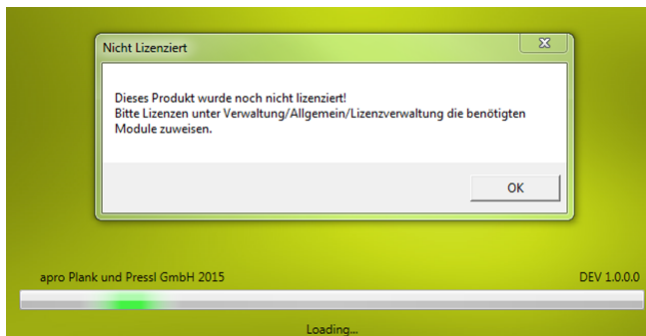 Nicht Lizenziert
Dieses Produkt wurde noch nicht lizenziert!
Bitte Lizenzen unter Verwaltung/Allgemein/Lizenzverwaltung die benötigten
Module zuweisen.
OK
apro Plank und Pressl GmbH 2015
DEV 1.0.0.0
Loading...